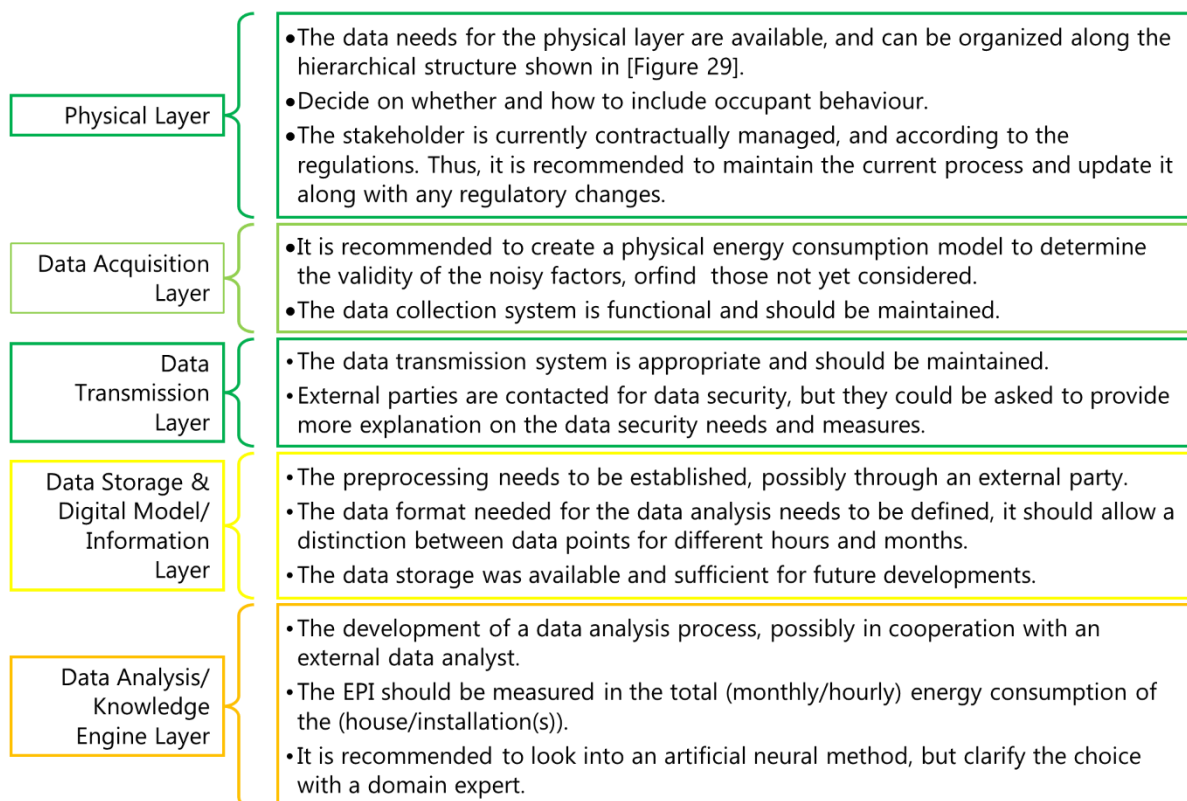 Physical Layer
•The data needs for the physical layer are available, and can be organized along the
hierarchical structure shown in [Figure 29].
•Decide on whether and how to include occupant behaviour.
•The stakeholder is currently contractually managed, and according to the
regulations. Thus, it is recommended to maintain the current process and update it
along with any regulatory changes.
Data Acquisition
Layer
•It is recommended to create a physical energy consumption model to determine
the validity of the noisy factors, orfind  those not yet considered.
•The data collection system is functional and should be maintained.
Data
Transmission
Layer
•The data transmission system is appropriate and should be maintained.
•External parties are contacted for data security, but they could be asked to provide
more explanation on the data security needs and measures.
Data Storage &
Digital Model/
Information
Layer
•The preprocessing needs to be established, possibly through an external party.
•The data format needed for the data analysis needs to be defined, it should allow a
distinction between data points for different hours and months.
•The data storage was available and sufficient for future developments.
Data Analysis/
Knowledge
Engine Layer
•The development of a data analysis process, possibly in cooperation with an
external data analyst.
•The EPI should be measured in the total (monthly/hourly) energy consumption of
the (house/installation(s)).
•It is recommended to look into an artificial neural method, but clarify the choice
with a domain expert.